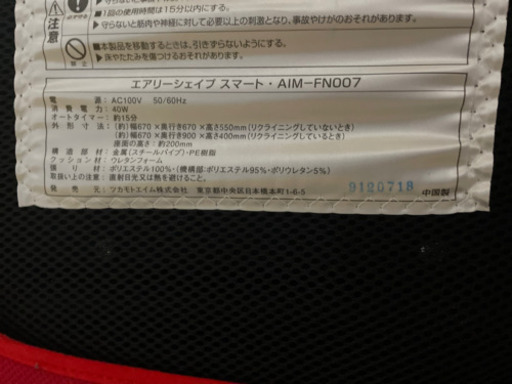 ▶守らないと
注意
■1回の使用時間は15分以内にする。
▶守らないと筋肉や神経に対して必要以上の刺激となり、事故やけがのおそれがあります。
■本製品を移動するときは、引きずらないようにする。
▶床やたたみを傷つけるおそれがあります。
エアリーシェイプ スマート・AIM-FN007
電源：AC100V 50/60Hz
消費電力：40W
オートタイマー：約15分
外形寸法：(約)幅670×奥行き670×高さ550mm(リクライニングしていないとき)
(約)幅670×奥行き900×高さ400mm(リクライニングしているとき)
座面の高さ：約200mm
構造部材：金属(スチールパイプ)・PE樹脂
クッション材：ウレタンフォーム
張り材：ポリエステル100%・(機構部：ポリエステル95%・ポリウレタン5%)
取扱い上の注意：直射日光又は熱を避けること。
表示者：ツカモトエイム株式会社 東京都中央区日本橋本町1-6-5
9120718 中国製